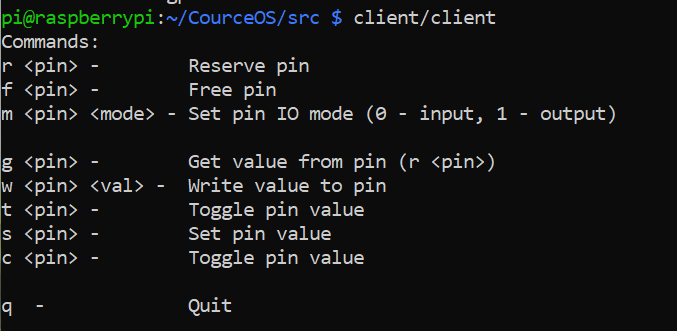 pi@raspberrypi:~/CourceOS/src $ client/client
Commands:
r <pin> -        Reserve pin
f <pin> -        Free pin
m <pin> <mode> - Set pin IO mode (0 - input, 1 - output)
g <pin> -        Get value from pin (r <pin>)
w <pin> <val> -  Write value to pin
t <pin> -        Toggle pin value
s <pin> -        Set pin value
c <pin> -        Toggle pin value
q  -             Quit